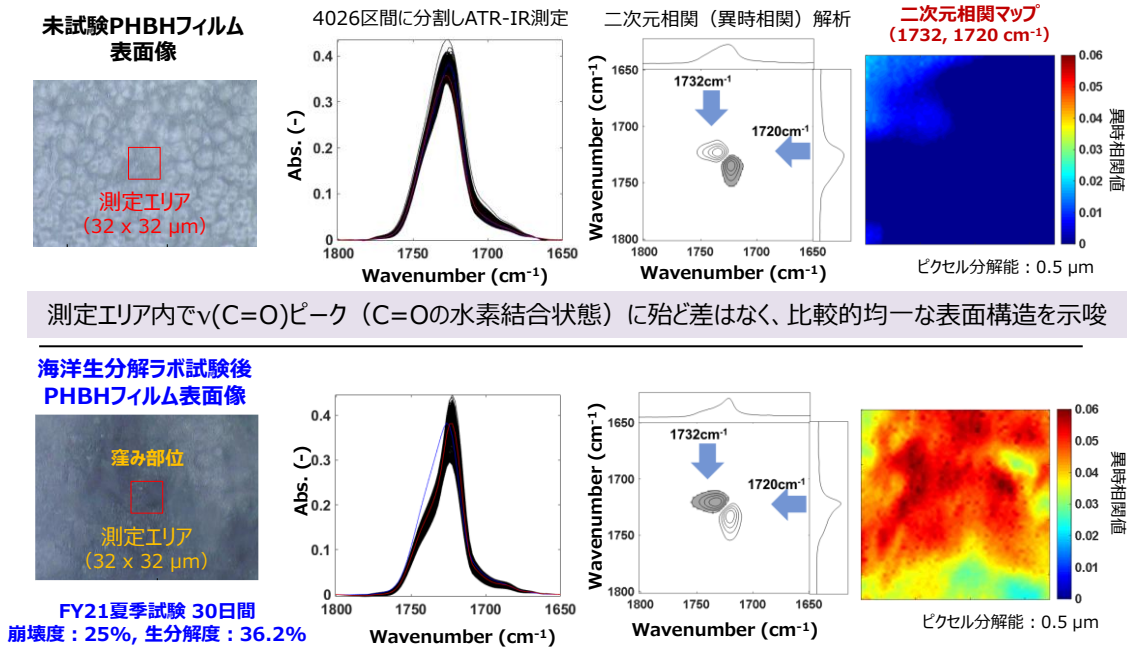 未試験PHBHフィルム
表面像
測定エリア
(32 x 32 µm)
4026区間に分割しATR-IR測定
Abs. (-)
0.4
0.3
0.2
0.1
0
1800
1750
1700
1650
Wavenumber (cm-1)
二次元相関（異時相関）解析
Wavenumber (cm-1)
1650
1700
1750
1800
1732cm-1
1720cm-1
1800
1750
1700
1650
Wavenumber (cm-1)
二次元相関マップ
(1732, 1720 cm-1)
0.06
0.05
0.04
0.03
0.02
0.01
0
異時相関値
ピクセル分解能：0.5 µm
測定エリア内でν(C=O)ピーク（C=Oの水素結合状態）に殆ど差はなく、比較的均一な表面構造を示唆
海洋生分解ラボ試験後
PHBHフィルム表面像
窪み部位
測定エリア
(32 x 32 µm)
FY21夏季試験 30日間
崩壊度：25%, 生分解度：36.2%
Abs. (-)
0.4
0.3
0.2
0.1
0
1800
1750
1700
1650
Wavenumber (cm-1)
Wavenumber (cm-1)
1650
1700
1750
1800
1732cm-1
1720cm-1
1800
1750
1700
1650
Wavenumber (cm-1)
0.06
0.05
0.04
0.03
0.02
0.01
0
異時相関値
ピクセル分解能：0.5 µm